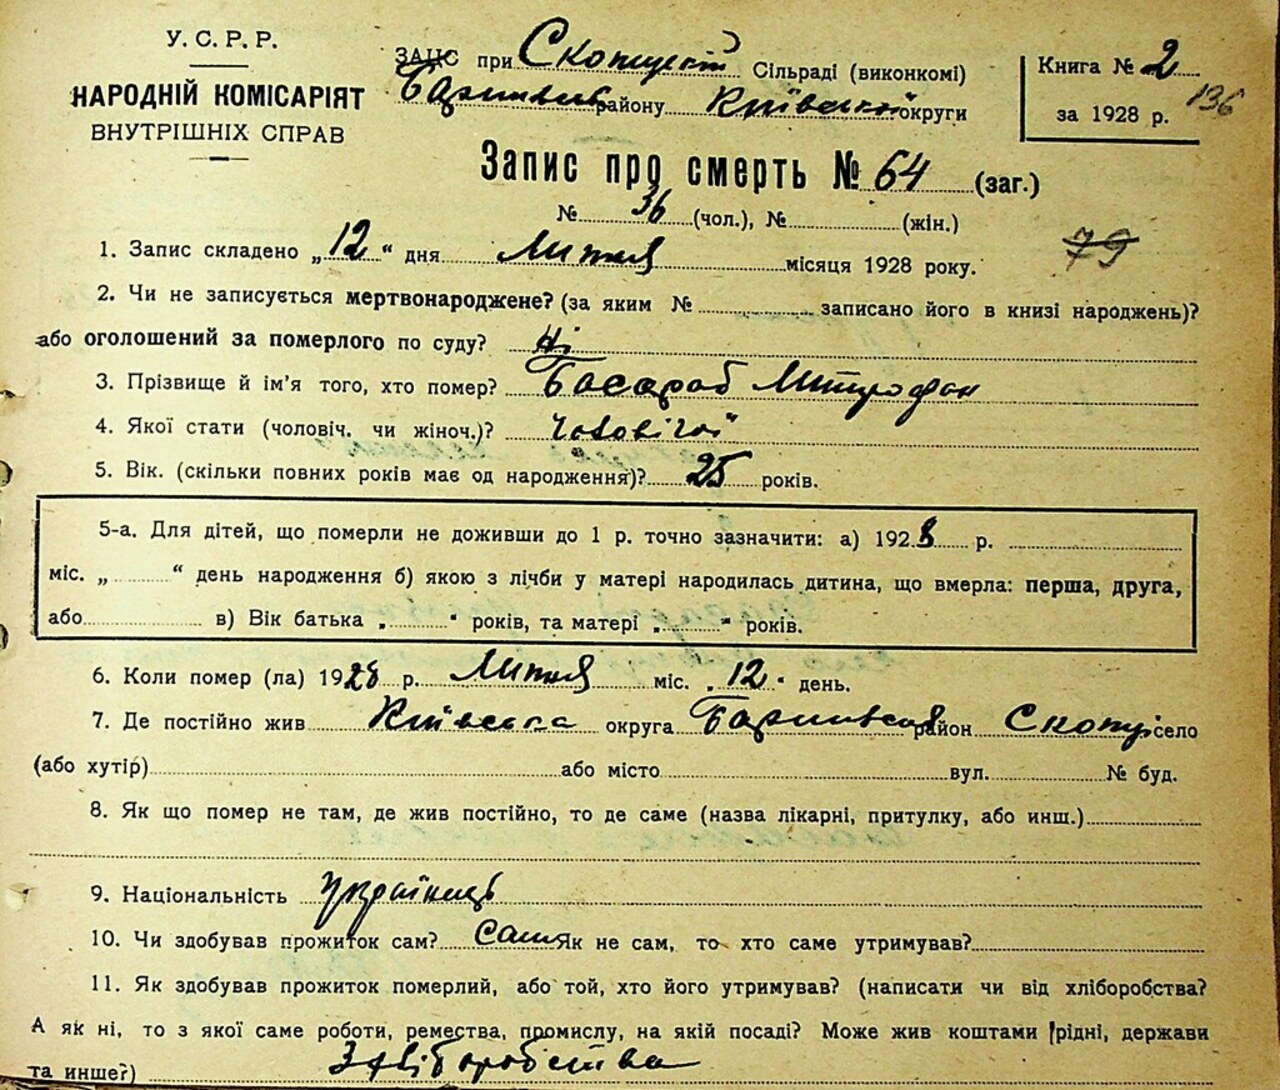 У. С. Р. Р.
НАРОДНІЙ КОМІСАРІЯТ
ВНУТРІШНІХ СПРАВ
ЗАГС при Скопцській Сільраді (виконкомі)
району Київської округи
Книга № 2
за 1928 р.
136
Запис про смерть № 64 (заг.)
№ 36 (чол.), № (жін.)
79
1. Запис складено „12“ дня Липня місяця 1928 року.
2. Чи не записується мертвонароджене? (за яким № записано його в книзі народжень)?
або оголошений за померлого по суду? Ні
3. Прізвище й ім'я того, хто помер? Басараб Митрофан
4. Якої стати (чоловіч. чи жіноч.)? Чоловічої
5. Вік. (скільки повних років має од народження)? 25 років.
5-а. Для дітей, що померли не доживши до 1 р. точно зазначити: а) 1928 р.
міс. „ “ день народження б) якою з лічби у матері народилась дитина, що вмерла: перша, друга,
або в) Вік батька „ “ років, та матері „ “ років.
6. Коли помер (ла) 1928 р. Липня міс. „12“ день.
7. Де постійно жив Київська округа район Скопці село
(або хутір) або місто вул. № буд.
8. Як що помер не там, де жив постійно, то де саме (назва лікарні, притулку, або инш.)
9. Національність Українець
10. Чи здобував прожиток сам? Сам Як не сам, то хто саме утримував?
11. Як здобував прожиток померлий, або той, хто його утримував? (написати чи від хліборобства?
А як ні, то з якої саме роботи, ремества, промислу, на якій посаді? Може жив коштами рідні, держави
та инше?) З хліборобства